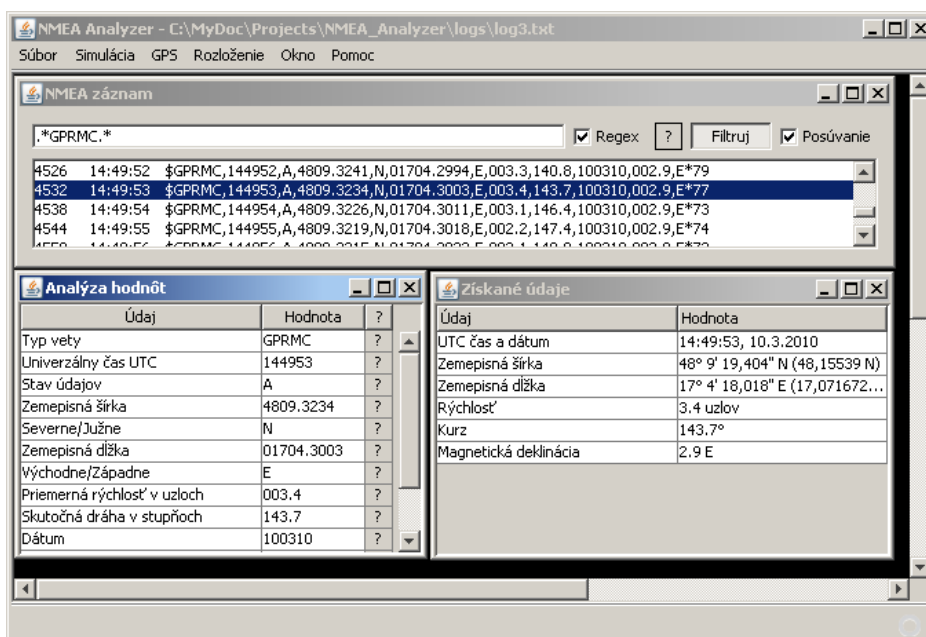 NMEA Analyzer - C:\MyDoc\Projects\NMEA_Analyzer\logs\log3.txt
Súbor Simulácia GPS Rozloženie Okno Pomoc
NMEA záznam
.*GPRMC.* Regex ? Filtruj Posúvanie
4526 14:49:52 $GPRMC,144952,A,4809.3241,N,01704.2994,E,003.3,140.8,100310,002.9,E*79
4532 14:49:53 $GPRMC,144953,A,4809.3234,N,01704.3003,E,003.4,143.7,100310,002.9,E*77
4538 14:49:54 $GPRMC,144954,A,4809.3226,N,01704.3011,E,003.1,146.4,100310,002.9,E*73
4544 14:49:55 $GPRMC,144955,A,4809.3219,N,01704.3018,E,002.2,147.4,100310,002.9,E*74
Analýza hodnôt
Údaj Hodnota ?
Typ vety GPRMC ?
Univerzálny čas UTC 144953 ?
Stav údajov A ?
Zemepisná šírka 4809.3234 ?
Severne/Južne N ?
Zemepisná dĺžka 01704.3003 ?
Východne/Západne E ?
Priemerná rýchlosť v uzloch 003.4 ?
Skutočná dráha v stupňoch 143.7 ?
Dátum 100310 ?
Získané údaje
Údaj Hodnota
UTC čas a dátum 14:49:53, 10.3.2010
Zemepisná šírka 48° 9' 19,404" N (48,15539 N)
Zemepisná dĺžka 17° 4' 18,018" E (17,071672...
Rýchlosť 3.4 uzlov
Kurz 143.7°
Magnetická deklinácia 2.9 E